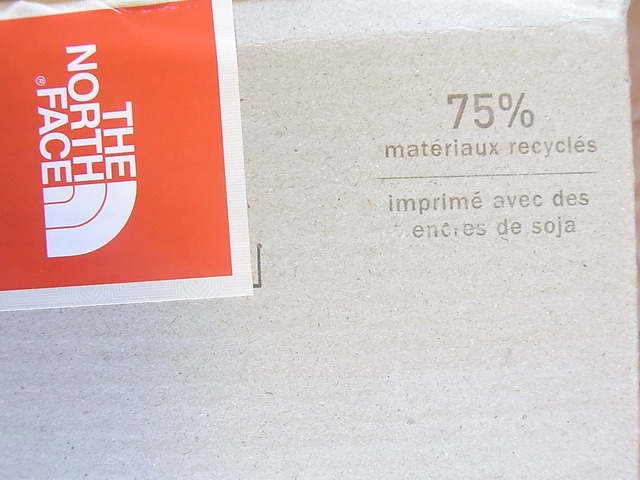 THE
NORTH
FACE®
75%
matériaux recyclés
imprimé avec des
encres de soja